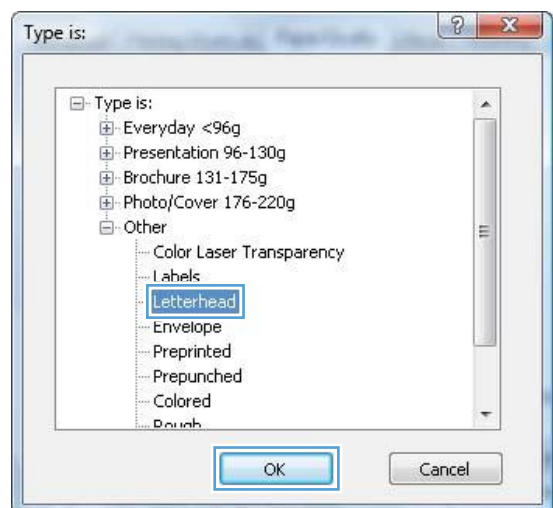 Type is:
Type is:
Everyday <96g
Presentation 96-130g
Brochure 131-175g
Photo/Cover 176-220g
Other
Color Laser Transparency
Labels
Letterhead
Envelope
Preprinted
Prepunched
Colored
Rough
OK
Cancel